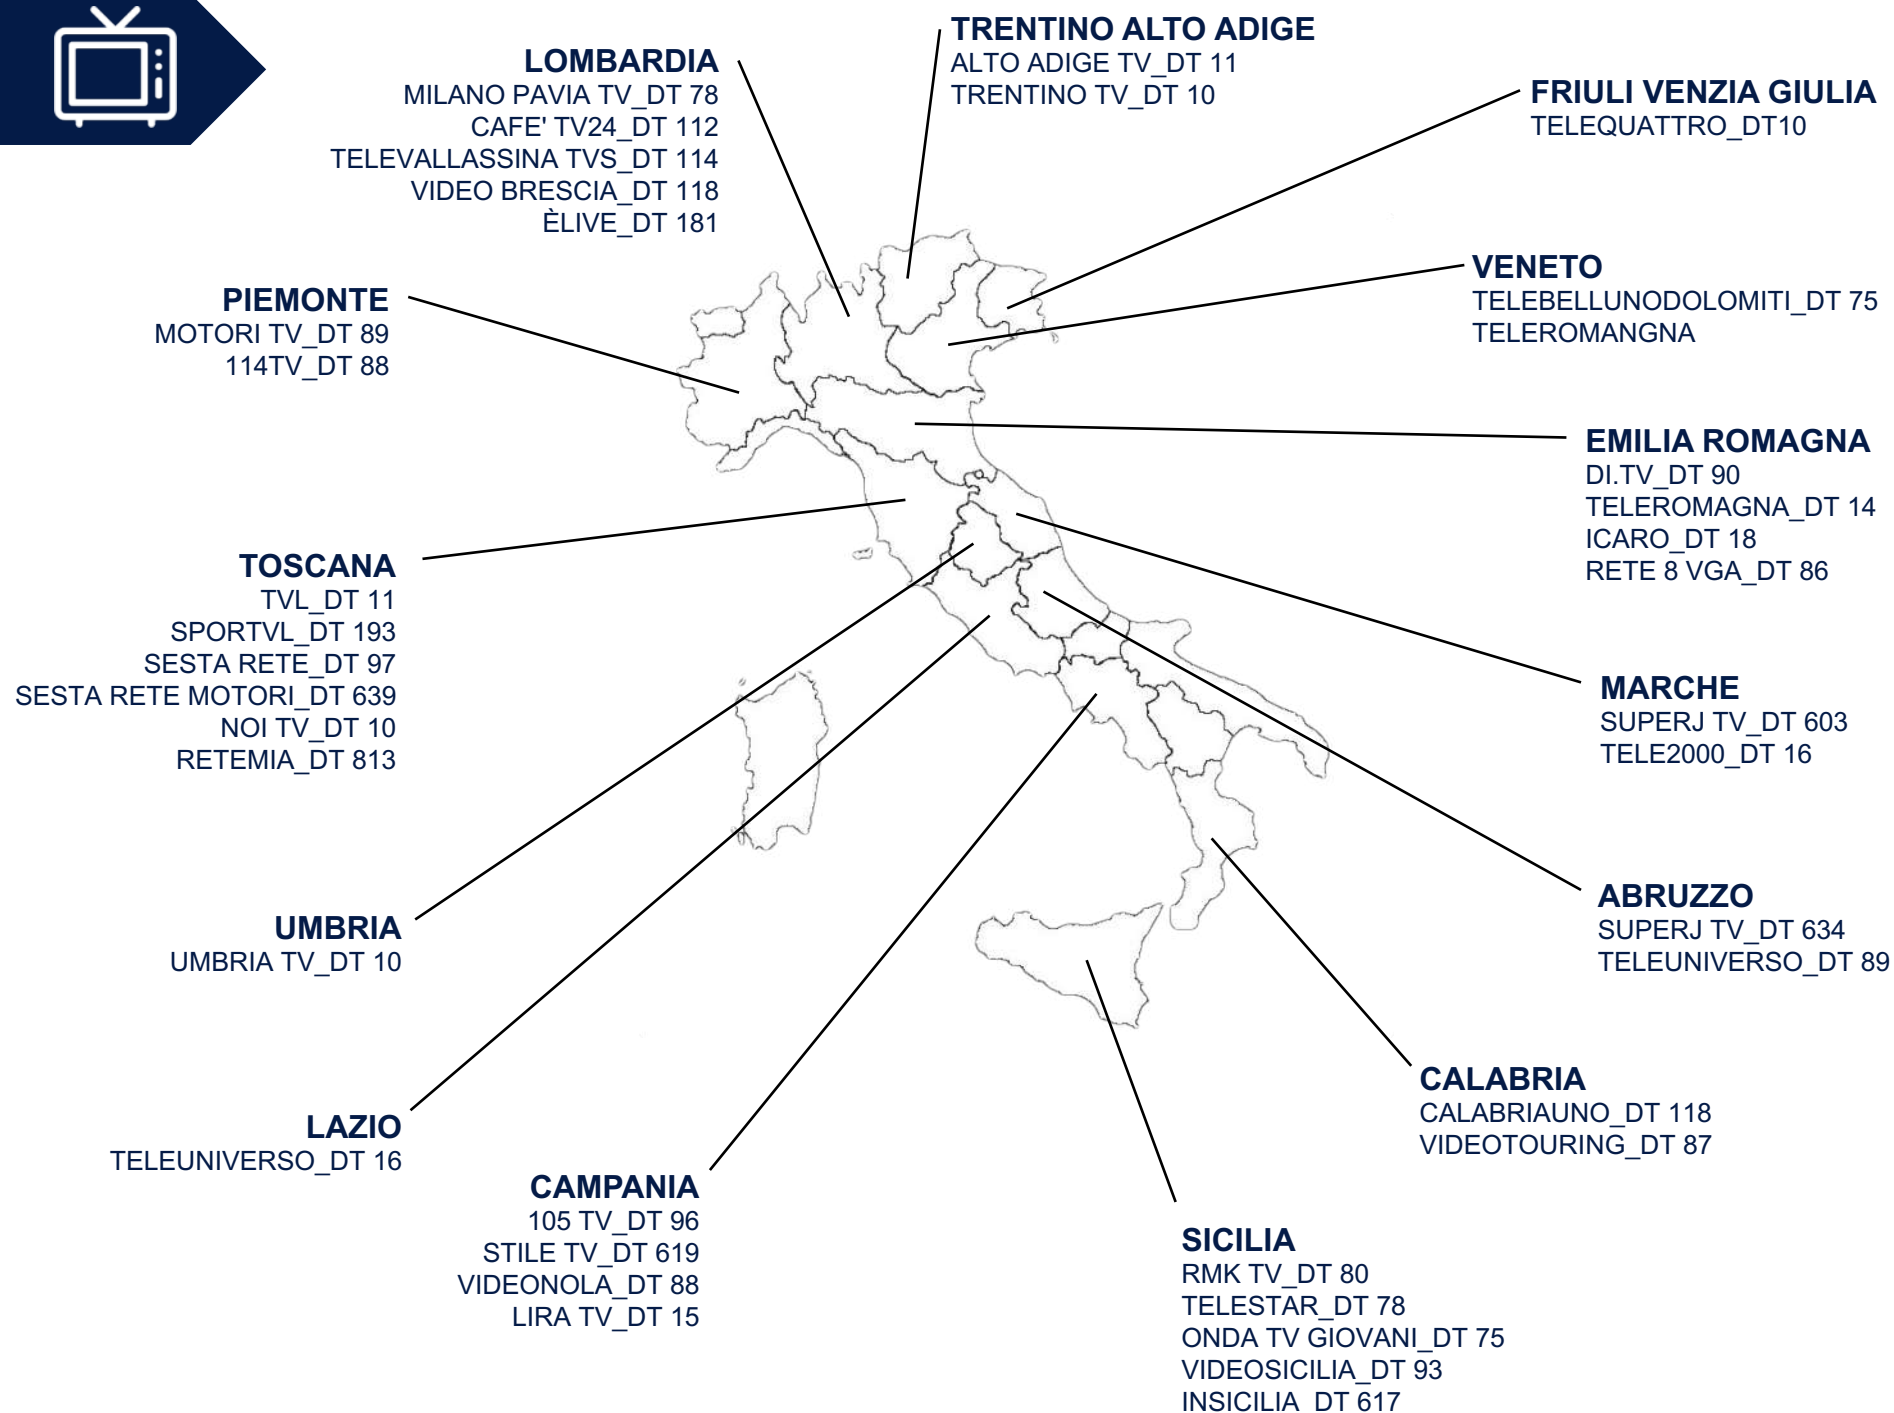 TRENTINO ALTO ADIGE
ALTO ADIGE TV_DT 11
TRENTINO TV_DT 10
LOMBARDIA
MILANO PAVIA TV_DT 78
CAFE' TV24_DT 112
TELEVALLASSINA TVS_DT 114
VIDEO BRESCIA_DT 118
ÈLIVE_DT 181
FRIULI VENZIA GIULIA
TELEQUATTRO_DT10
VENETO
TELEBELLUNODOLOMITI_DT 75
TELEROMANGNA
PIEMONTE
MOTORI TV_DT 89
114TV_DT 88
EMILIA ROMAGNA
DI.TV_DT 90
TELEROMAGNA_DT 14
ICARO_DT 18
RETE 8 VGA_DT 86
TOSCANA
TVL_DT 11
SPORTVL_DT 193
SESTA RETE_DT 97
SESTA RETE MOTORI_DT 639
NOI TV_DT 10
RETEMIA_DT 813
MARCHE
SUPERJ TV_DT 603
TELE2000_DT 16
UMBRIA
UMBRIA TV_DT 10
ABRUZZO
SUPERJ TV_DT 634
TELEUNIVERSO_DT 89
LAZIO
TELEUNIVERSO_DT 16
CALABRIA
CALABRIAUNO_DT 118
VIDEOTOURING_DT 87
CAMPANIA
105 TV_DT 96
STILE TV_DT 619
VIDEONOLA_DT 88
LIRA TV_DT 15
SICILIA
RMK TV_DT 80
TELESTAR_DT 78
ONDA TV GIOVANI_DT 75
VIDEOSICILIA_DT 93
INSICILIA_DT 617